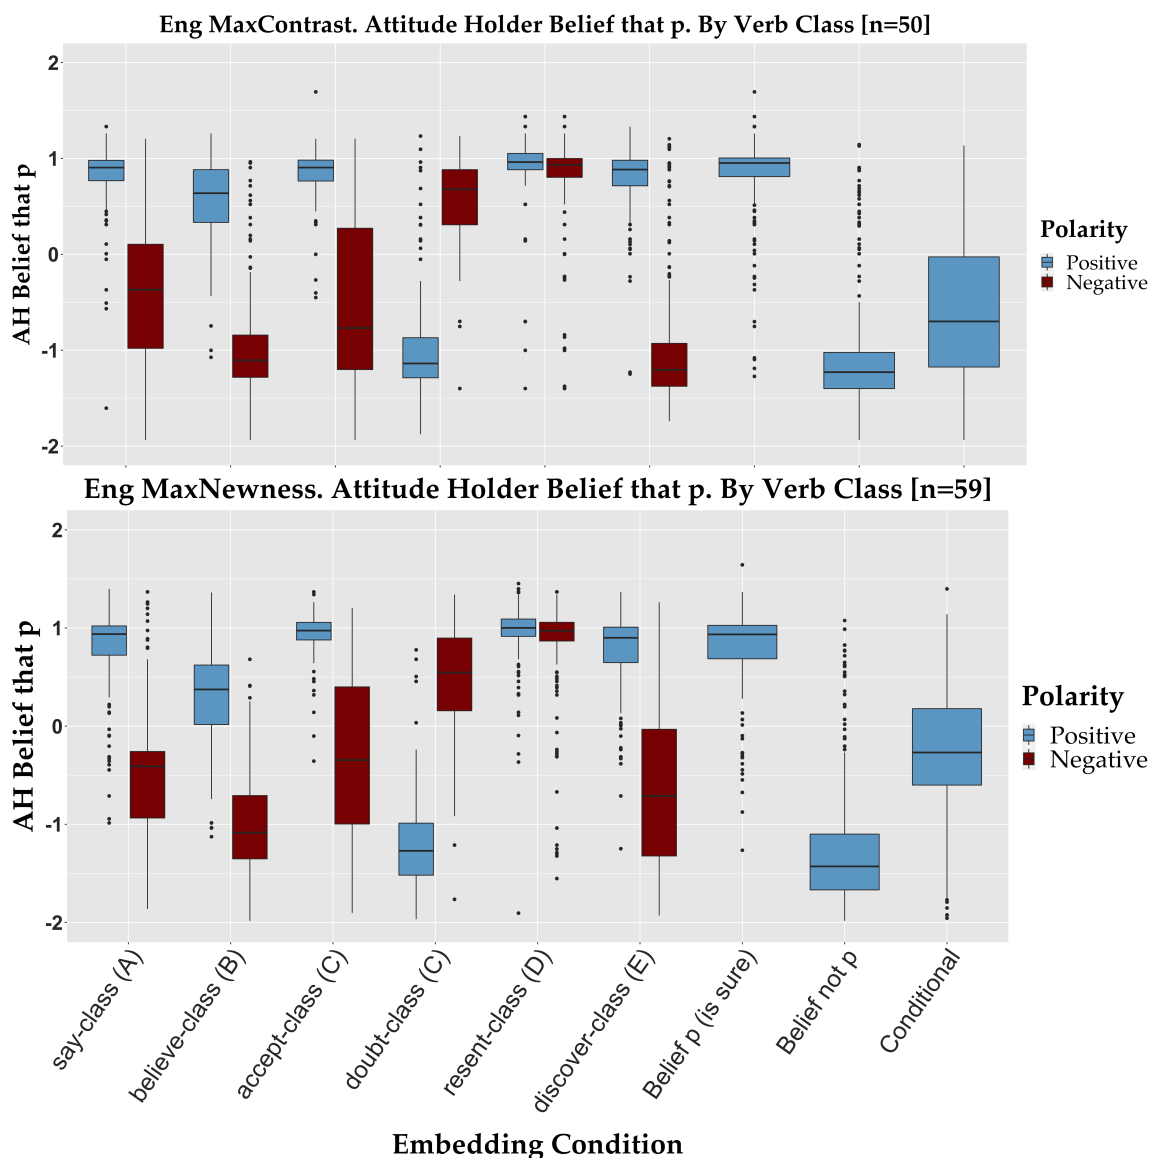 Eng MaxContrast. Attitude Holder Belief that p. By Verb Class [n=50]
2
1
0
-1
-2
AH Belief that p
Polarity
Positive
Negative
Eng MaxNewness. Attitude Holder Belief that p. By Verb Class [n=59]
2
1
0
-1
-2
AH Belief that p
Polarity
Positive
Negative
say-class (A)
believe-class (B)
accept-class (C)
doubt-class (C)
resent-class (D)
discover-class (E)
Belief p (is sure)
Belief not p
Conditional
Embedding Condition